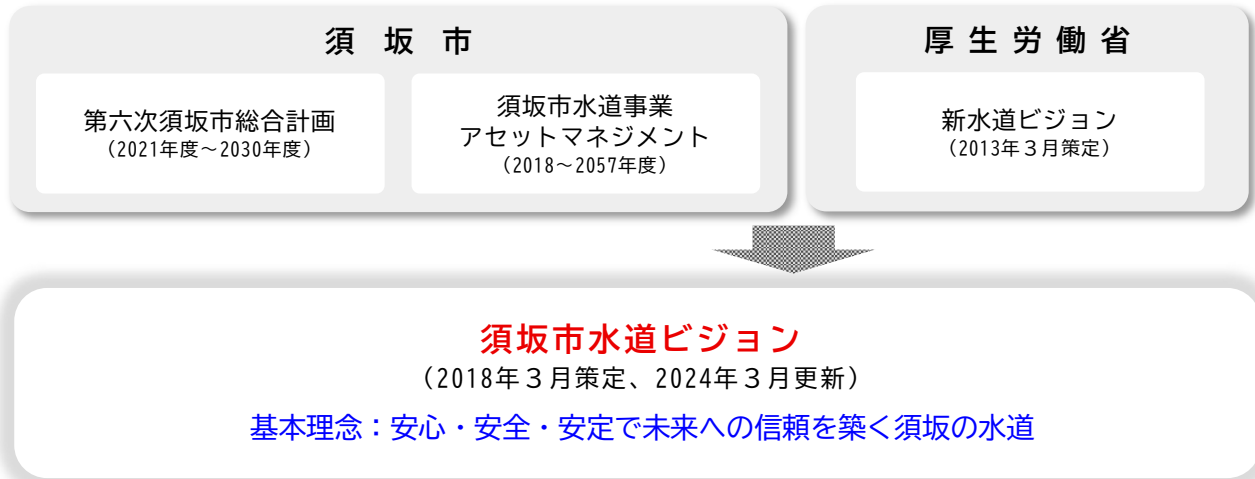 須坂市
第六次須坂市総合計画
（2021年度～2030年度）
須坂市水道事業
アセットマネジメント
（2018～2057年度）
厚生労働省
新水道ビジョン
（2013年３月策定）
須坂市水道ビジョン
（2018年３月策定、2024年３月更新）
基本理念：安心・安全・安定で未来への信頼を築く須坂の水道